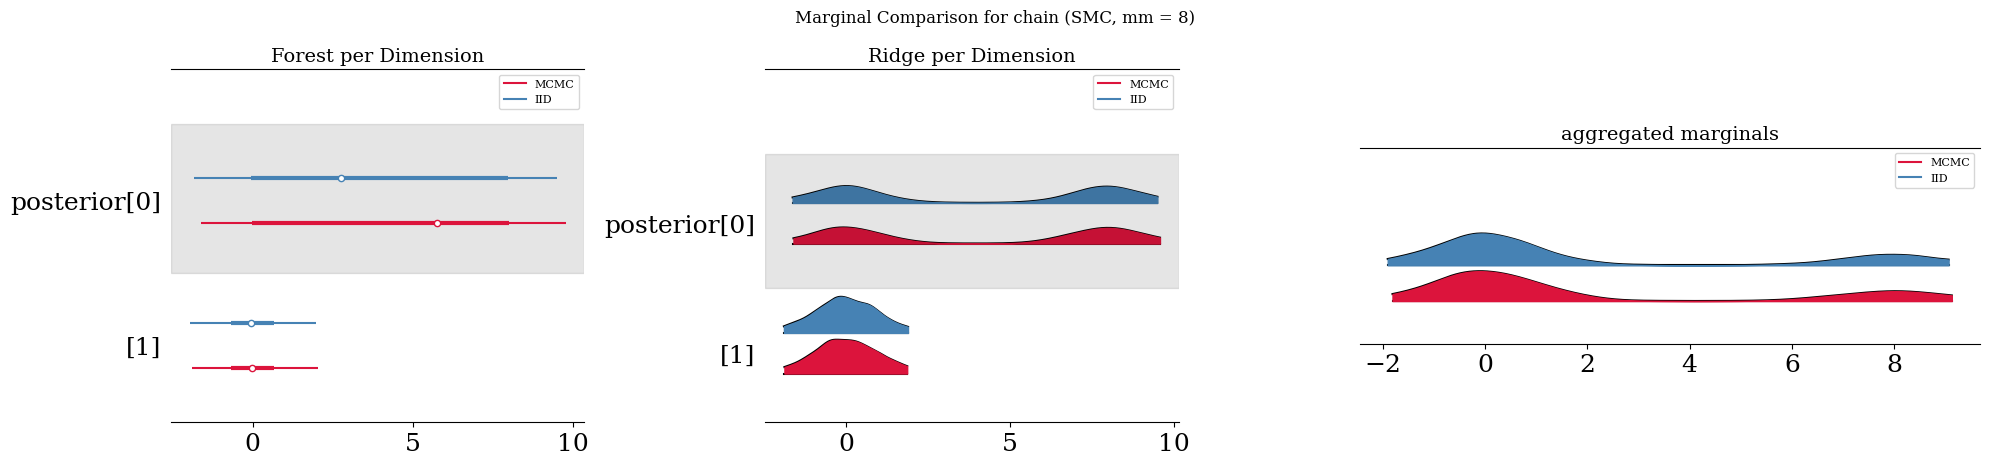 Marginal Comparison for chain (SMC, mm = 8)
Forest per Dimension
MCMC
IID
posterior[0]
[1]
0
5
10
Ridge per Dimension
MCMC
IID
posterior[0]
[1]
0
5
10
aggregated marginals
MCMC
IID
−2
0
2
4
6
8